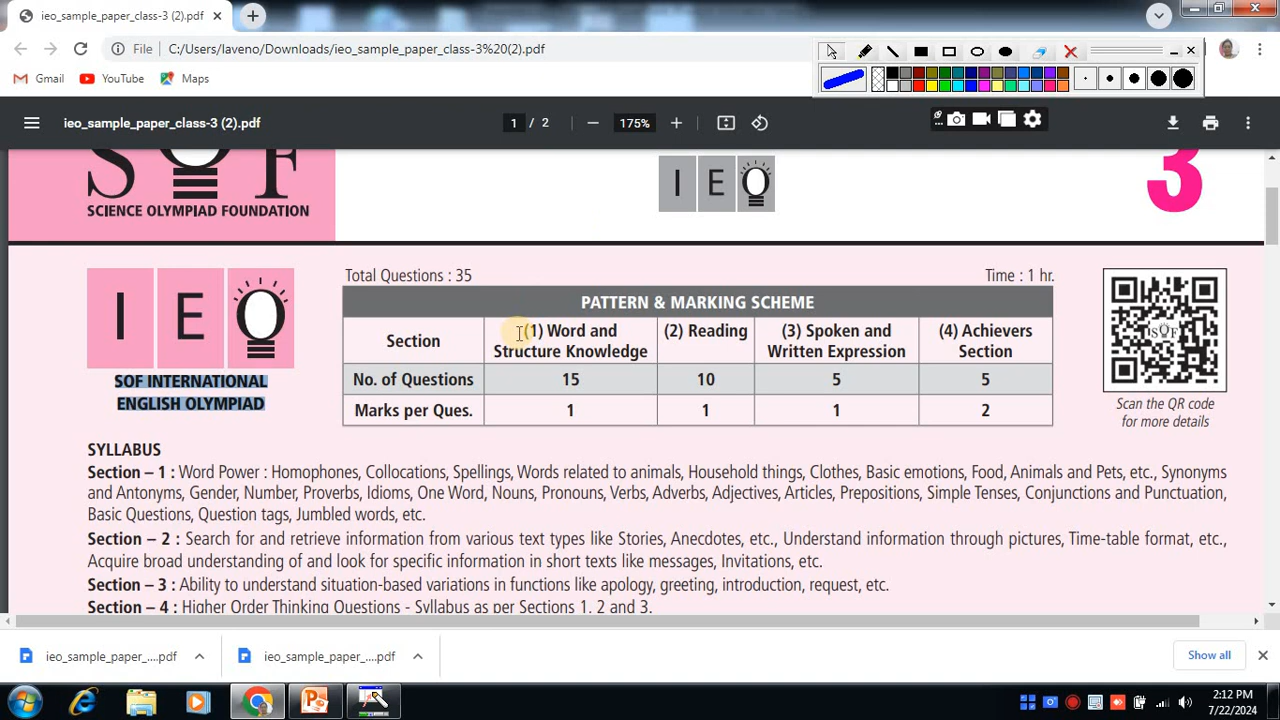 ieo_sample_paper_class-3 (2).pdf
File
C:/Users/laveno/Downloads/ieo_sample_paper_class-3%20(2).pdf
Gmail
YouTube
Maps
ieo_sample_paper_class-3 (2).pdf
1 / 2
175%
SOF
SCIENCE OLYMPIAD FOUNDATION
I E
3
I E
SOF INTERNATIONAL
ENGLISH OLYMPIAD
Total Questions : 35
Time : 1 hr.
PATTERN & MARKING SCHEME
Section
(1) Word and
Structure Knowledge
(2) Reading
(3) Spoken and
Written Expression
(4) Achievers
Section
No. of Questions 15 10 5 5
Marks per Ques. 1 1 1 2
SOF
Scan the QR code
for more details
SYLLABUS
Section – 1 : Word Power : Homophones, Collocations, Spellings, Words related to animals, Household things, Clothes, Basic emotions, Food, Animals and Pets, etc., Synonyms
and Antonyms, Gender, Number, Proverbs, Idioms, One Word, Nouns, Pronouns, Verbs, Adverbs, Adjectives, Articles, Prepositions, Simple Tenses, Conjunctions and Punctuation,
Basic Questions, Question tags, Jumbled words, etc.
Section – 2 : Search for and retrieve information from various text types like Stories, Anecdotes, etc., Understand information through pictures, Time-table format, etc.,
Acquire broad understanding of and look for specific information in short texts like messages, Invitations, etc.
Section – 3 : Ability to understand situation-based variations in functions like apology, greeting, introduction, request, etc.
Section – 4 : Higher Order Thinking Questions - Syllabus as per Sections 1, 2 and 3.
ieo_sample_paper_....pdf
ieo_sample_paper_....pdf
Show all
2:12 PM
7/22/2024